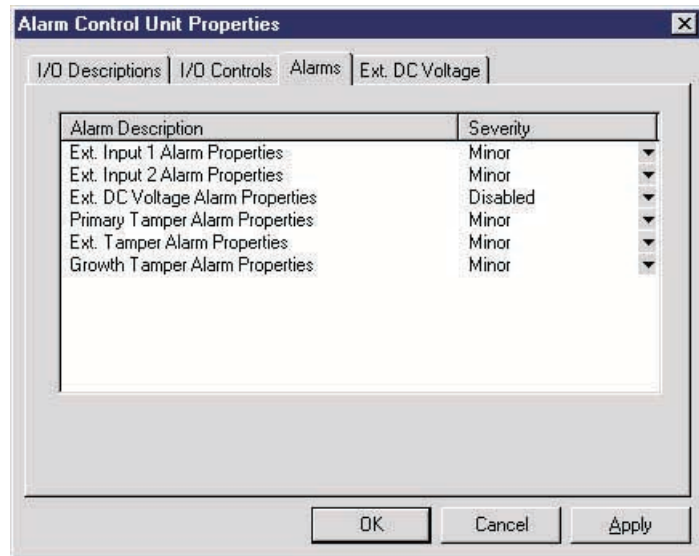 Alarm Control Unit Properties
I/O Descriptions I/O Controls Alarms Ext. DC Voltage
Alarm Description Severity
Ext. Input 1 Alarm Properties Minor
Ext. Input 2 Alarm Properties Minor
Ext. DC Voltage Alarm Properties Disabled
Primary Tamper Alarm Properties Minor
Ext. Tamper Alarm Properties Minor
Growth Tamper Alarm Properties Minor
OK Cancel Apply